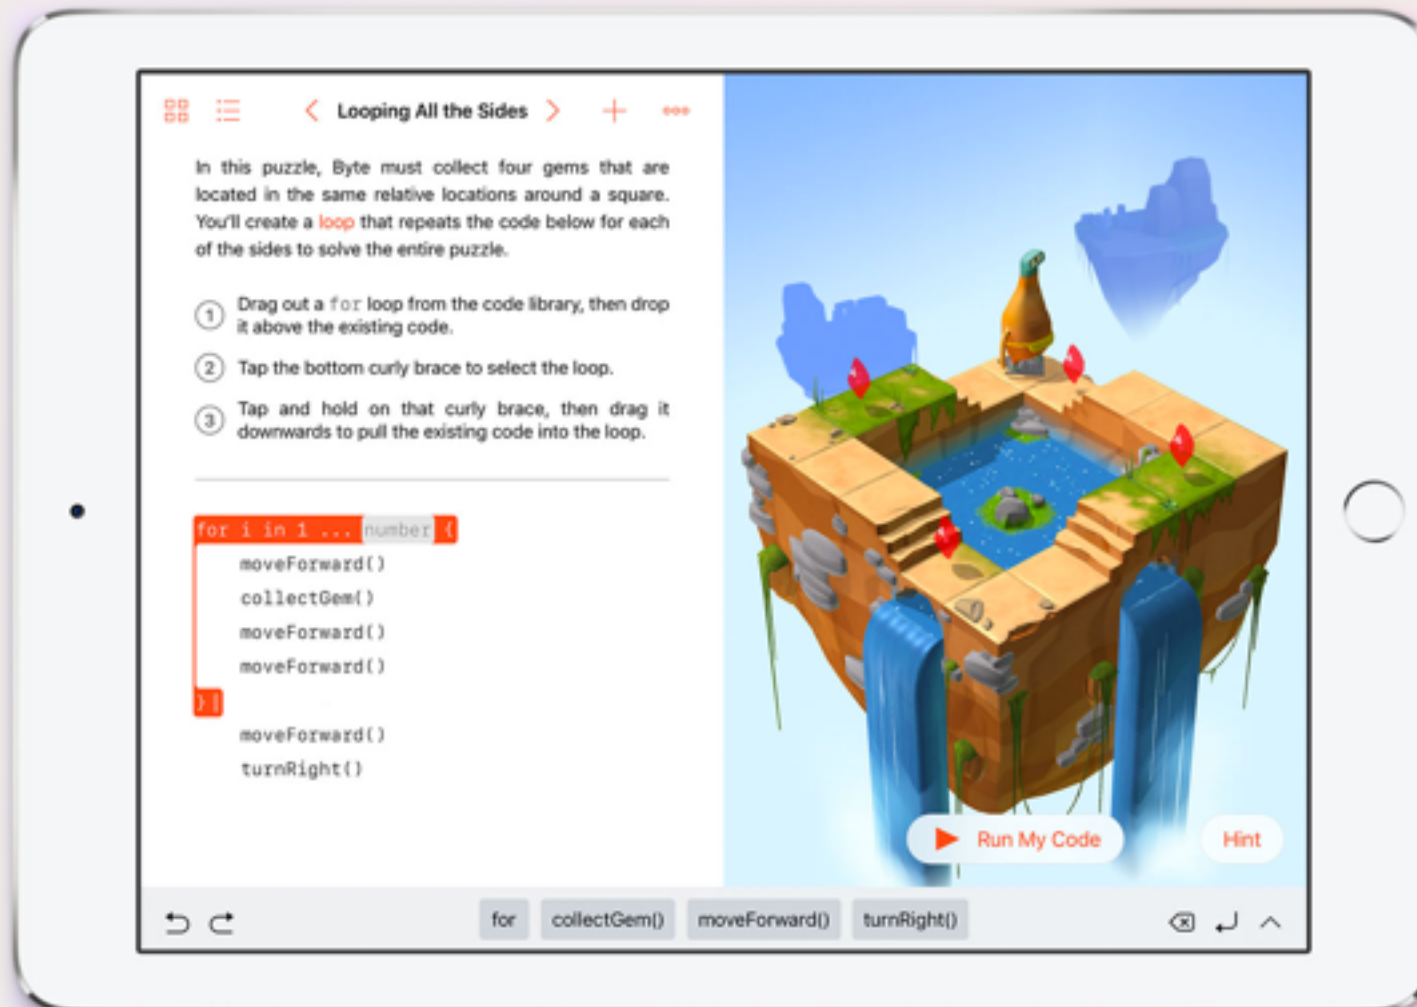 Looping All the Sides
In this puzzle, Byte must collect four gems that are
located in the same relative locations around a square.
You'll create a loop that repeats the code below for each
of the sides to solve the entire puzzle.
1 Drag out a for loop from the code library, then drop
it above the existing code.
2 Tap the bottom curly brace to select the loop.
3 Tap and hold on that curly brace, then drag it
downwards to pull the existing code into the loop.
for i in 1 ... number {
moveForward()
collectGem()
moveForward()
moveForward()
}
moveForward()
turnRight()
Run My Code
Hint
for collectGem() moveForward() turnRight()